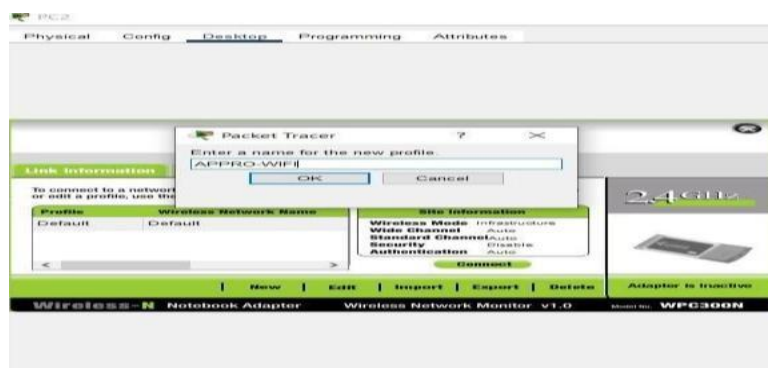 PC2
Physical Config Desktop Programming Attributes
Packet Tracer ? ×
Enter a name for the new profile
APPRO-WIFI
OK Cancel
Link Information
To connect to a networ
or edit a profile, use the
2,4GHz
Profile Wireless Network Name Site Information
Default Default
Wireless Mode Infrastructure
Wide Channel Auto
Standard Channel Auto
Security Disable
Authentication Auto
< >
Connect
New | Edit | Import | Export | Delete
Adapter is Inactive
Wireless-N Notebook Adapter Wireless Network Monitor v1.0 Model No. WPC300N